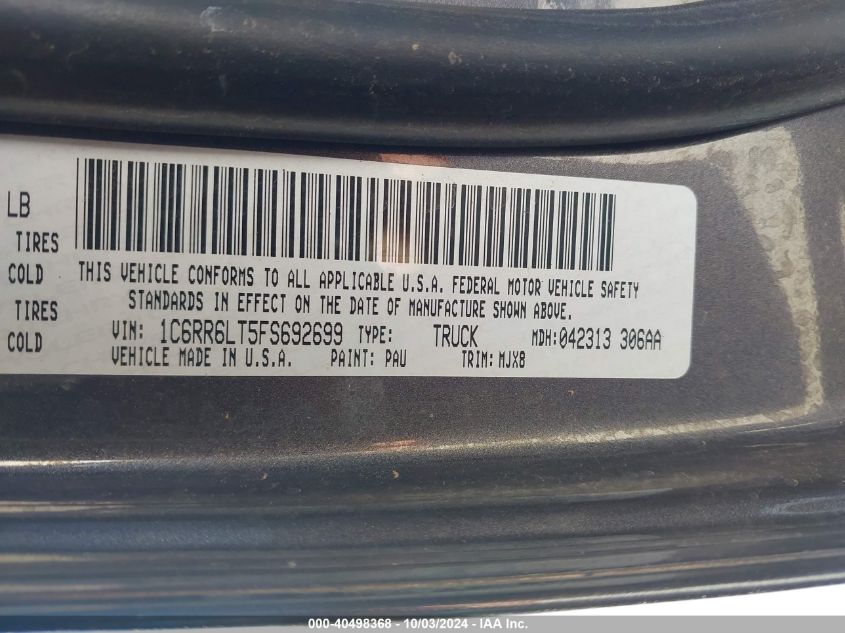 LB
TIRES
COLD THIS VEHICLE CONFORMS TO ALL APPLICABLE U.S.A. FEDERAL MOTOR VEHICLE SAFETY
TIRES STANDARDS IN EFFECT ON THE DATE OF MANUFACTURE SHOWN ABOVE.
COLD VIN: 1C6RR6LT5FS692699 TYPE: TRUCK MDH:042313 306AA
VEHICLE MADE IN U.S.A. PAINT: PAU TRIM: MJX8
000-40498368 - 10/03/2024 - IAA Inc.